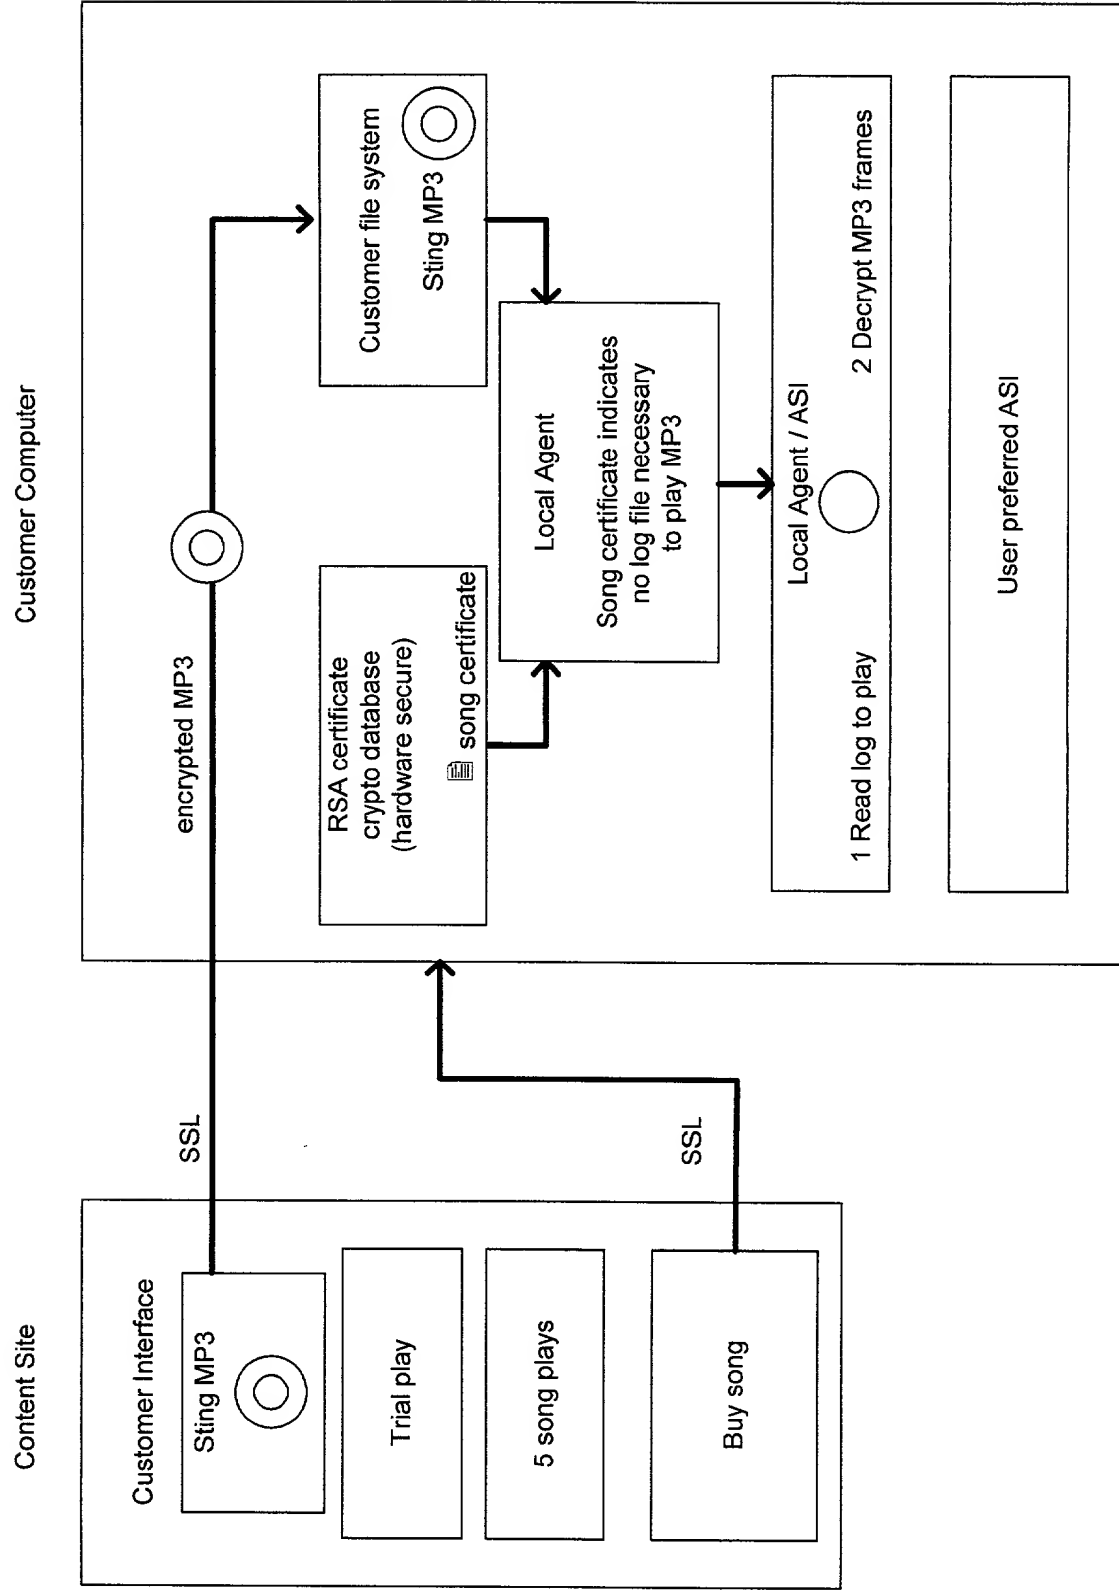 Content Site
Customer Interface
Sting MP3
Trial play
5 song plays
Buy song
SSL
SSL
encrypted MP3
Customer Computer
RSA certificate
crypto database
(hardware secure)
song certificate
Customer file system
Sting MP3
Local Agent
Song certificate indicates
no log file necessary
to play MP3
Local Agent / ASI
1 Read log to play
2 Decrypt MP3 frames
User preferred ASI